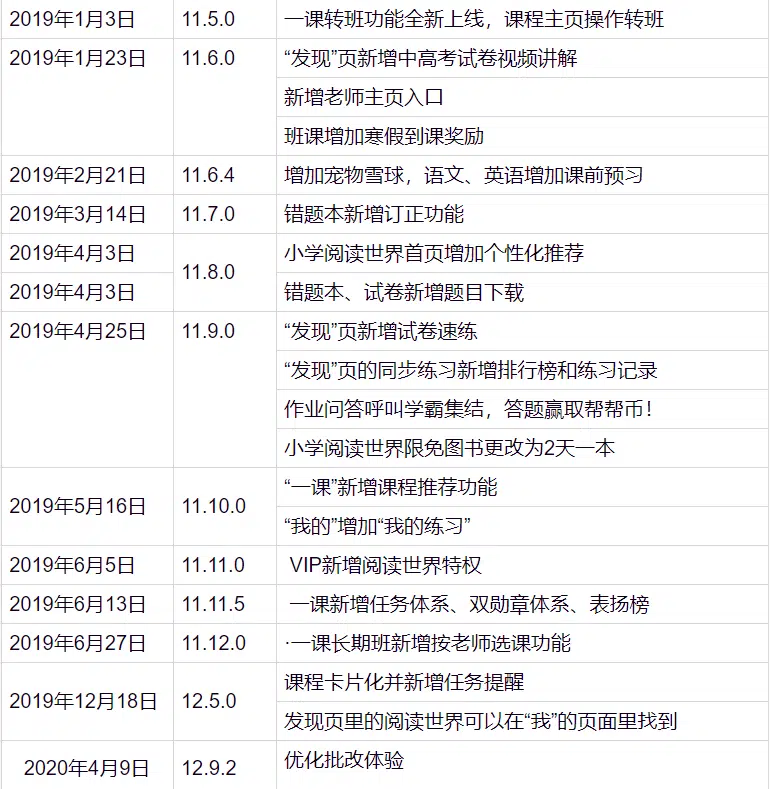 2019年1月3日 11.5.0 一课转班功能全新上线，课程主页操作转班
2019年1月23日 11.6.0 “发现”页新增中高考试卷视频讲解
新增老师主页入口
班课增加寒假到课奖励
2019年2月21日 11.6.4 增加宠物雪球，语文、英语增加课前预习
2019年3月14日 11.7.0 错题本新增订正功能
2019年4月3日 11.8.0 小学阅读世界首页增加个性化推荐
2019年4月3日 错题本、试卷新增题目下载
2019年4月25日 11.9.0 “发现”页新增试卷速练
“发现”页的同步练习新增排行榜和练习记录
作业问答呼叫学霸集结，答题赢取帮帮币！
小学阅读世界限免图书更改为2天一本
2019年5月16日 11.10.0 “一课”新增课程推荐功能
“我的”增加“我的练习”
2019年6月5日 11.11.0 VIP新增阅读世界特权
2019年6月13日 11.11.5 一课新增任务体系、双勋章体系、表扬榜
2019年6月27日 11.12.0 ·一课长期班新增按老师选课功能
2019年12月18日 12.5.0 课程卡片化并新增任务提醒
发现页里的阅读世界可以在“我”的页面里找到
2020年4月9日 12.9.2 优化批改体验